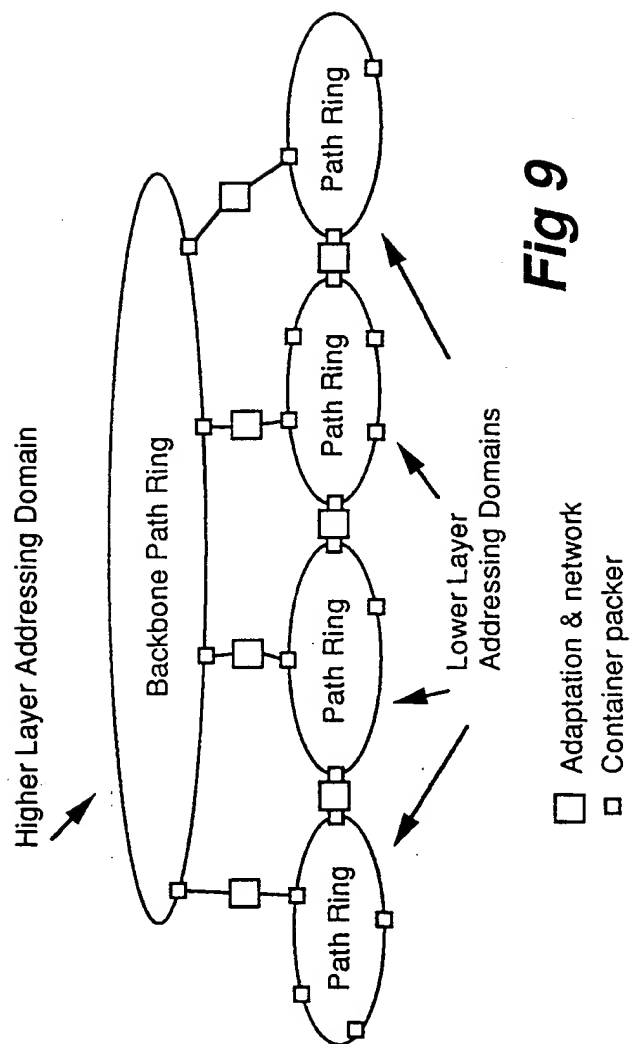 Higher Layer Addressing Domain
Backbone Path Ring
Path Ring
Path Ring
Path Ring
Path Ring
Lower Layer
Addressing Domains
Adaptation & network
Container packer
Fig 9